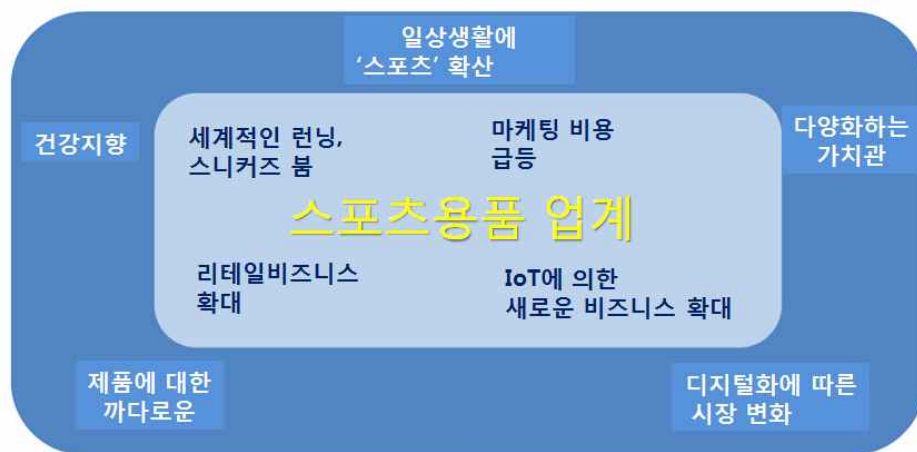 일상생활에
‘스포츠’ 확산
건강지향
다양화하는
가치관
세계적인 런닝,
스니커즈 붐
마케팅 비용
급등
스포츠용품 업계
리테일비즈니스
확대
IoT에 의한
새로운 비즈니스 확대
제품에 대한
까다로운
디지털화에 따른
시장 변화